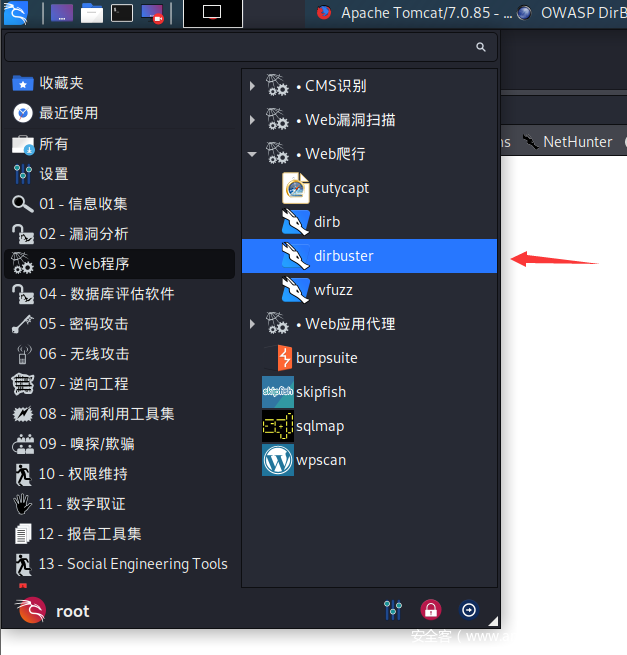 Apache Tomcat/7.0.85 - ...
OWASP DirB
收藏夹
最近使用
所有
设置
01 - 信息收集
02 - 漏洞分析
03 - Web程序
04 - 数据库评估软件
05 - 密码攻击
06 - 无线攻击
07 - 逆向工程
08 - 漏洞利用工具集
09 - 嗅探/欺骗
10 - 权限维持
11 - 数字取证
12 - 报告工具集
13 - Social Engineering Tools
• CMS识别
• Web漏洞扫描
• Web爬行
cutycapt
dirb
dirbuster
wfuzz
• Web应用代理
burpsuite
skipfish
sqlmap
wpscan
ns
NetHunter
root
安全客